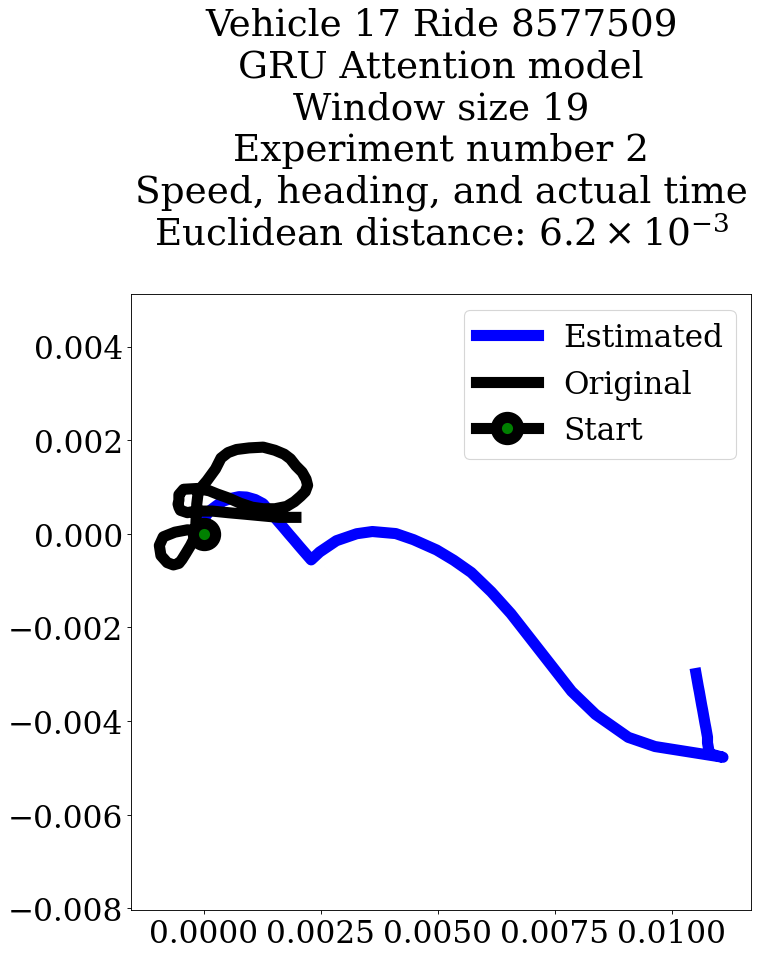 Vehicle 17 Ride 8577509
GRU Attention model
Window size 19
Experiment number 2
Speed, heading, and actual time
Euclidean distance: 6.2 × 10⁻³
Estimated
Original
Start
0.004
0.002
0.000
−0.002
−0.004
−0.006
−0.008
0.0000 0.0025 0.0050 0.0075 0.0100